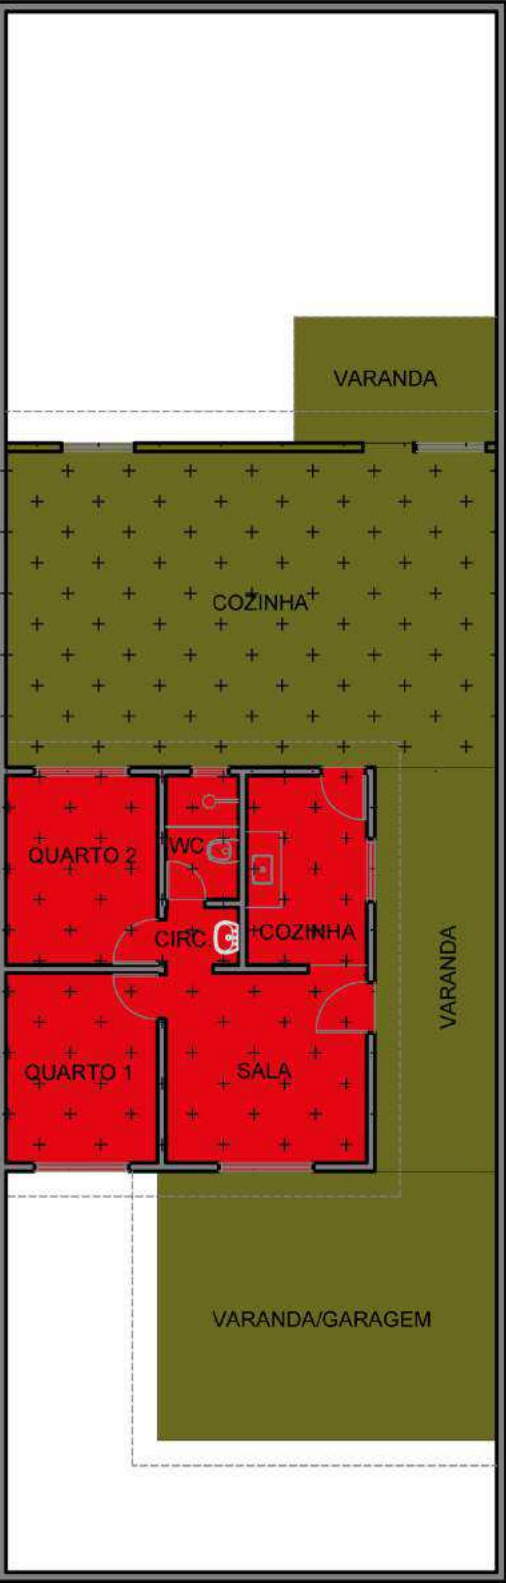 VARANDA
COZINHA
QUARTO 2
WC
CIRC.
COZINHA
VARANDA
QUARTO 1
SALA
VARANDA/GARAGEM